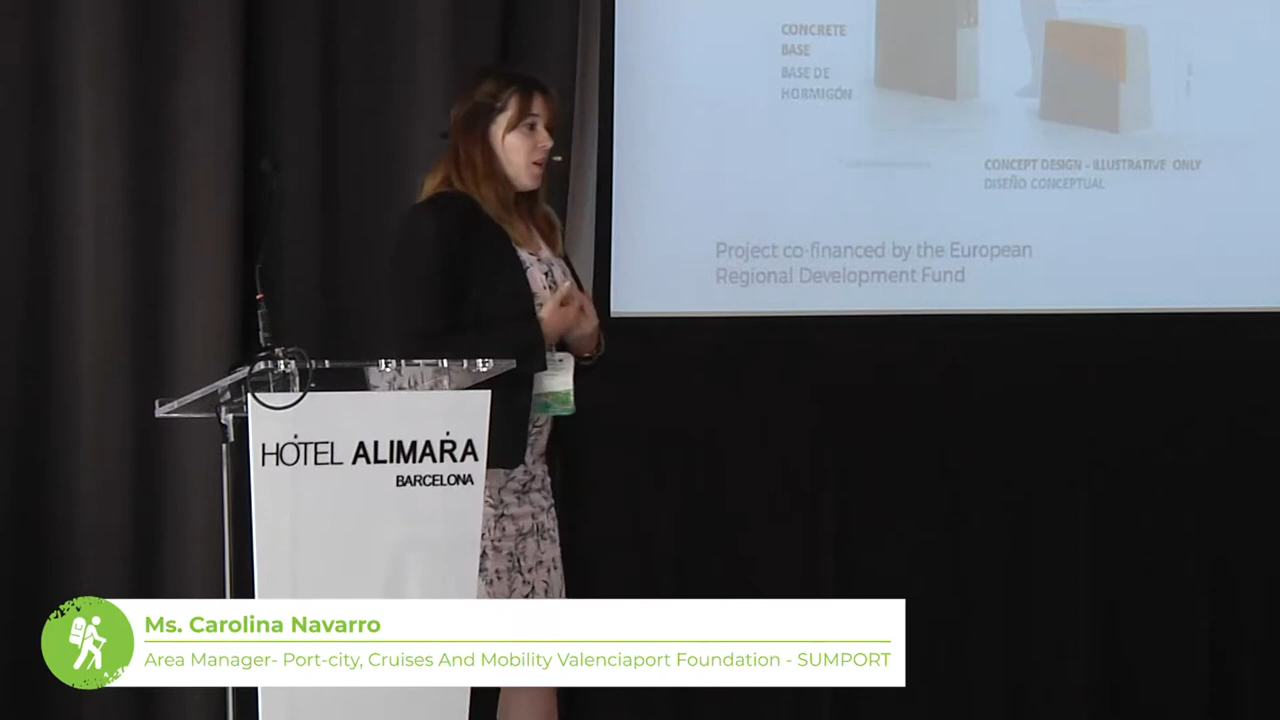 CONCRETE
BASE
BASE DE
HORMIGÓN
CONCEPT DESIGN - ILLUSTRATIVE ONLY
DISEÑO CONCEPTUAL
Project co-financed by the European
Regional Development Fund
HOTEL ALIMARA
BARCELONA
Ms. Carolina Navarro
Area Manager- Port-city, Cruises And Mobility Valenciaport Foundation - SUMPORT